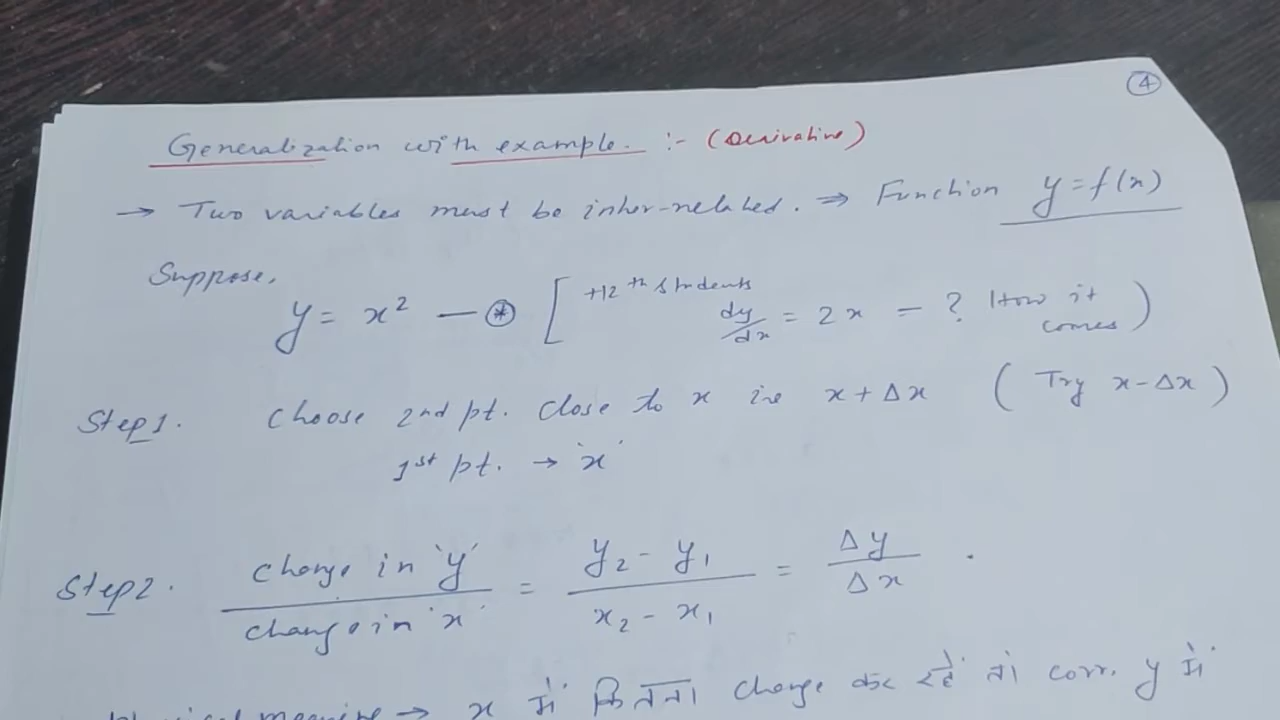 ④
Generalization with example. :- (Derivative)
→ Two variables must be inter-related. ⇒ Function y = f(x)
Suppose,
y = x² — ⊛ [ +12th students
dy/dx = 2x — ? How it comes)
Step 1. Choose 2nd pt. close to x ie x + Δx ( Try x - Δx )
1st pt. → 'x'
Step 2. change in 'y' / change in 'x' = y₂ - y₁ / x₂ - x₁ = Δy / Δx .
meaning → x में कितना change कर रहे तो corr. y में